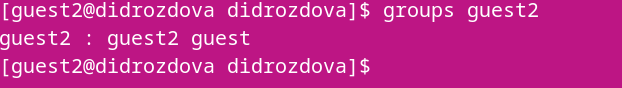 [guest2@didrozdova didrozdova]$ groups guest2
guest2 : guest2 guest
[guest2@didrozdova didrozdova]$